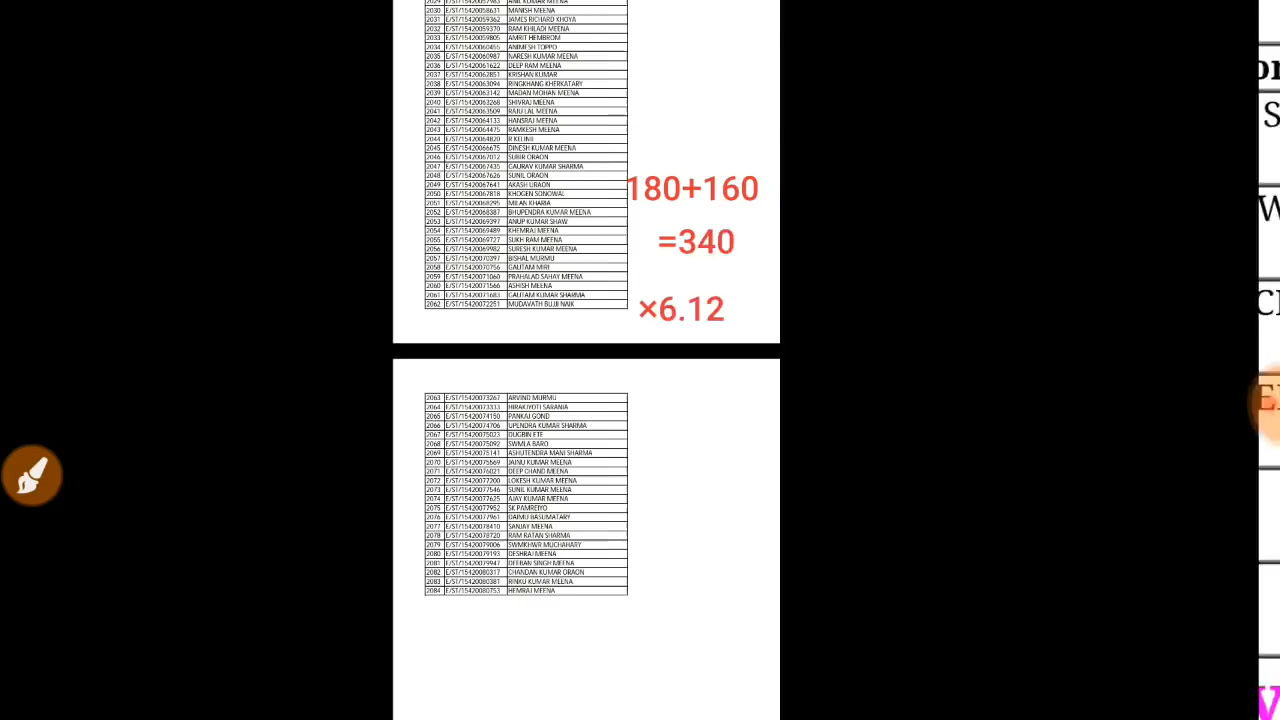 2029 E/ST/15420057983 ANIL KUMAR MEENA
2030 E/ST/15420058631 MANISH MEENA
2031 E/ST/15420059362 JAMES RICHARD KHOYA
2032 E/ST/15420059370 RAM KHILADI MEENA
2033 E/ST/15420059805 AMRIT HEMBROM
2034 E/ST/15420060455 ANIMESH TOPPO
2035 E/ST/15420060987 NARESH KUMAR MEENA
2036 E/ST/15420061622 DEEP RAM MEENA
2037 E/ST/15420062851 KRISHAN KUMAR
2038 E/ST/15420063094 RINGKHANG KHERKATARY
2039 E/ST/15420063142 MADAN MOHAN MEENA
2040 E/ST/15420063268 SHIVRAJ MEENA
2041 E/ST/15420063509 RAJU LAL MEENA
2042 E/ST/15420064133 HANSRAJ MEENA
2043 E/ST/15420064475 RAMKESH MEENA
2044 E/ST/15420064820 R KELINII
2045 E/ST/15420066675 DINESH KUMAR MEENA
2046 E/ST/15420067012 SUBIR ORAON
2047 E/ST/15420067435 GAURAV KUMAR SHARMA
2048 E/ST/15420067626 SUNIL ORAON
2049 E/ST/15420067641 AKASH URAON
2050 E/ST/15420067818 KHOGEN SONOWAL
2051 E/ST/15420068295 MILAN KHARIA
2052 E/ST/15420068387 BHUPENDRA KUMAR MEENA
2053 E/ST/15420069397 ANUP KUMAR SHAW
2054 E/ST/15420069489 KHEMRAJ MEENA
2055 E/ST/15420069727 SUKH RAM MEENA
2056 E/ST/15420069982 SURESH KUMAR MEENA
2057 E/ST/15420070397 BISHAL MURMU
2058 E/ST/15420070756 GAUTAM MIRI
2059 E/ST/15420071060 PRAHALAD SAHAY MEENA
2060 E/ST/15420071566 ASHISH MEENA
2061 E/ST/15420071683 GAUTAM KUMAR SHARMA
2062 E/ST/15420072251 MUDAVATH BUJJI NAIK
180+160
=340
×6.12
2063 E/ST/15420073267 ARVIND MURMU
2064 E/ST/15420073333 HIRAKJYOTI SARANIA
2065 E/ST/15420074150 PANKAJ GOND
2066 E/ST/15420074706 UPENDRA KUMAR SHARMA
2067 E/ST/15420075023 DUGBIN ETE
2068 E/ST/15420075092 SWMLA BARO
2069 E/ST/15420075141 ASHUTENDRA MANI SHARMA
2070 E/ST/15420075569 JAINU KUMAR MEENA
2071 E/ST/15420076021 DEEP CHAND MEENA
2072 E/ST/15420077200 LOKESH KUMAR MEENA
2073 E/ST/15420077546 SUNIL KUMAR MEENA
2074 E/ST/15420077625 AJAY KUMAR MEENA
2075 E/ST/15420077952 SK PAMREIYO
2076 E/ST/15420077961 DAIMU BASUMATARY
2077 E/ST/15420078410 SANJAY MEENA
2078 E/ST/15420078720 RAM RATAN SHARMA
2079 E/ST/15420079006 SWMKHWR MUCHAHARY
2080 E/ST/15420079193 DESHRAJ MEENA
2081 E/ST/15420079947 DEEBAN SINGH MEENA
2082 E/ST/15420080317 CHANDAN KUMAR ORAON
2083 E/ST/15420080381 RINKU KUMAR MEENA
2084 E/ST/15420080753 HEMRAJ MEENA